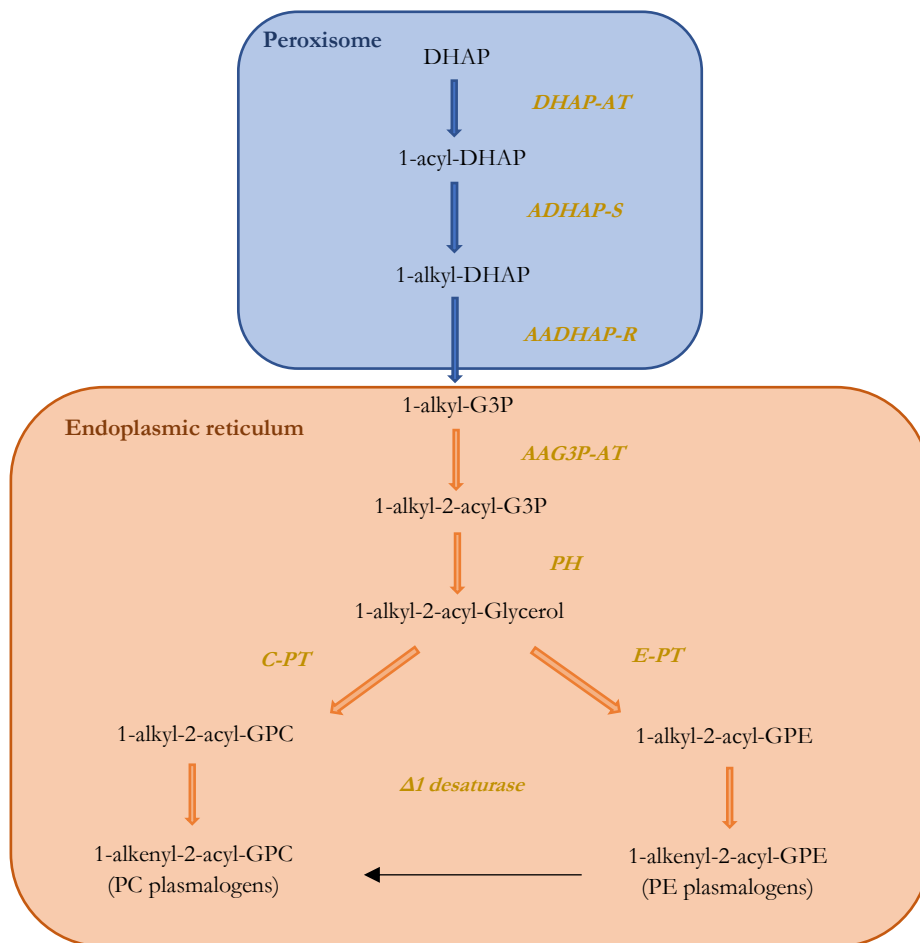 Peroxisome
DHAP
DHAP-AT
1-acyl-DHAP
ADHAP-S
1-alkyl-DHAP
AADHAP-R
1-alkyl-G3P
Endoplasmic reticulum
AAG3P-AT
1-alkyl-2-acyl-G3P
PH
1-alkyl-2-acyl-Glycerol
C-PT
E-PT
1-alkyl-2-acyl-GPC
1-alkyl-2-acyl-GPE
Δ1 desaturase
1-alkenyl-2-acyl-GPC
(PC plasmalogens)
1-alkenyl-2-acyl-GPE
(PE plasmalogens)